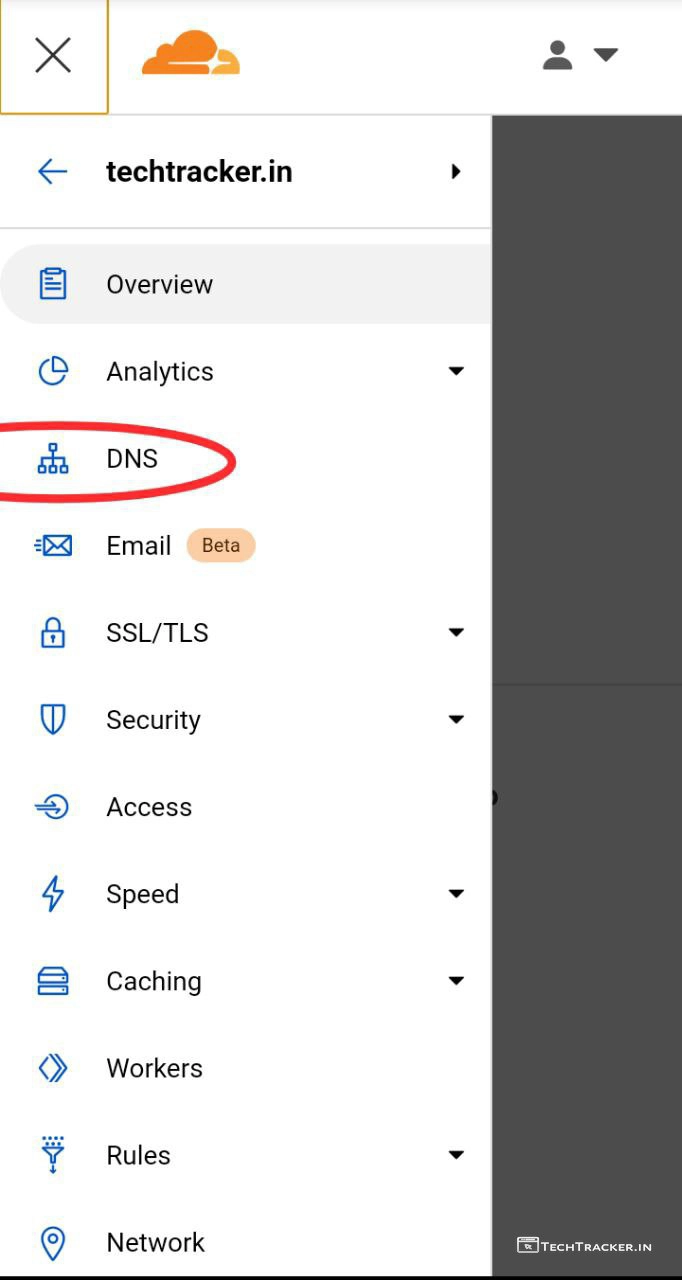 techtracker.in
Overview
Analytics
DNS
Email Beta
SSL/TLS
Security
Access
Speed
Caching
Workers
Rules
Network
TECHTRACKER.IN